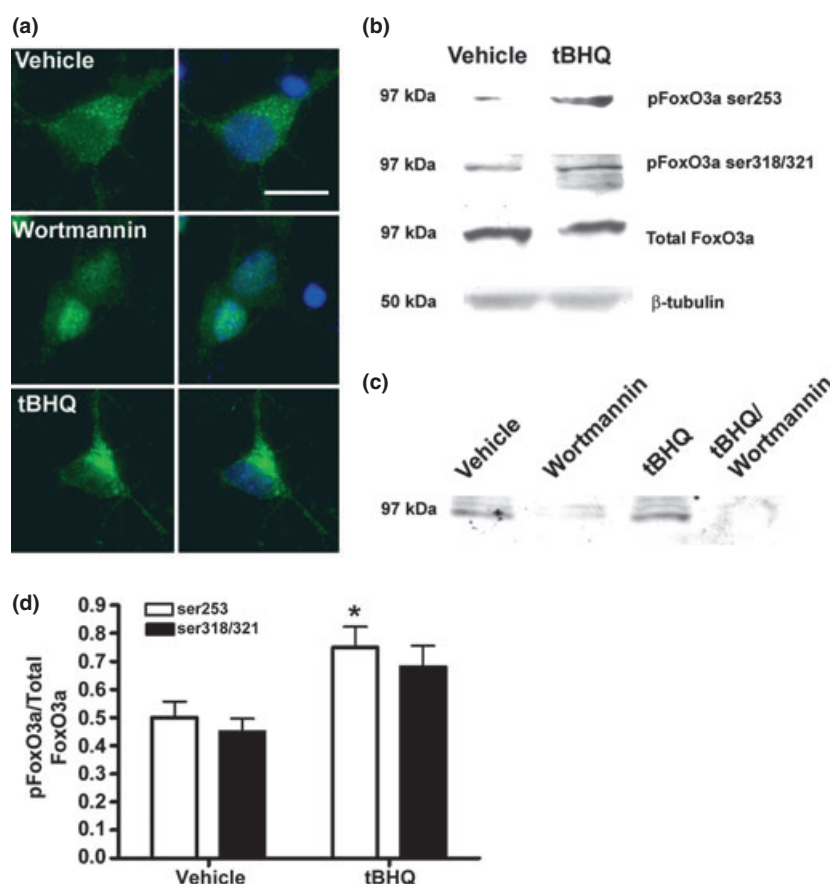 (a)
Vehicle
Wortmannin
tBHQ
(b)
Vehicle tBHQ
97 kDa pFoxO3a ser253
97 kDa pFoxO3a ser318/321
97 kDa Total FoxO3a
50 kDa β-tubulin
(c)
Vehicle
Wortmannin
tBHQ
tBHQ/
Wortmannin
97 kDa
(d)
ser253
ser318/321
*
pFoxO3a/Total
FoxO3a
0.9
0.8
0.7
0.6
0.5
0.4
0.3
0.2
0.1
0.0
Vehicle tBHQ